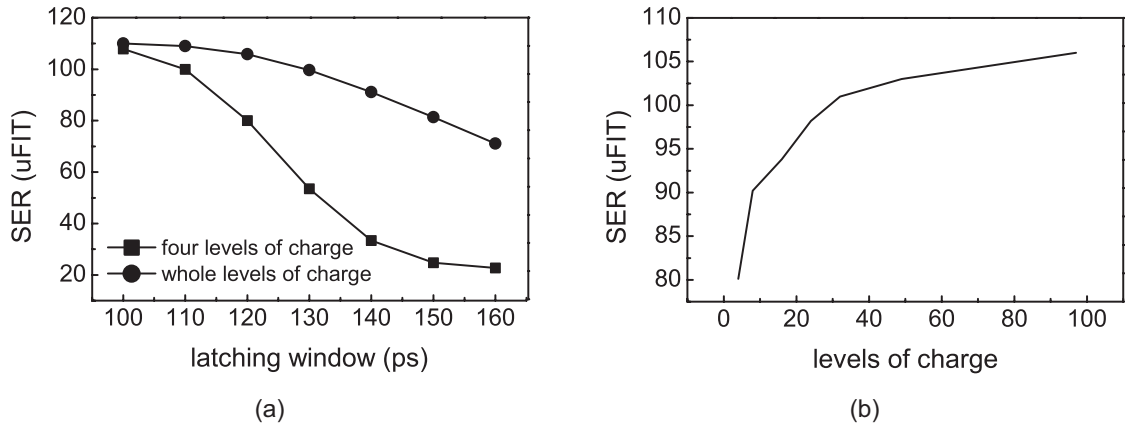 120
100
80
60
40
20
SER (uFIT)
four levels of charge
whole levels of charge
100 110 120 130 140 150 160
latching window (ps)
(a)
110
105
100
95
90
85
80
SER (uFIT)
0 20 40 60 80 100
levels of charge
(b)